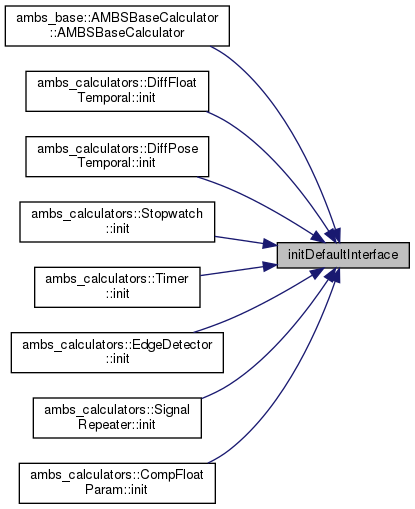 ambs_base::AMBSBaseCalculator
::AMBSBaseCalculator
ambs_calculators::DiffFloat
Temporal::init
ambs_calculators::DiffPose
Temporal::init
ambs_calculators::Stopwatch
::init
initDefaultInterface
ambs_calculators::Timer
::init
ambs_calculators::EdgeDetector
::init
ambs_calculators::Signal
Repeater::init
ambs_calculators::CompFloat
Param::init